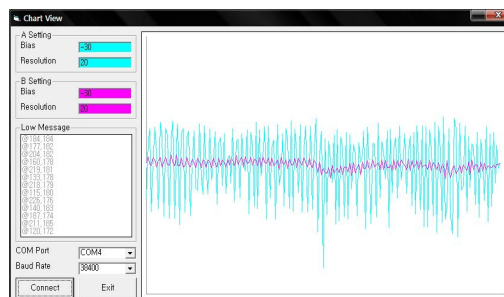 Chart View
A Setting
Bias
-30
Resolution
20
B Setting
Bias
-30
Resolution
20
Low Message
@184,184
@177,182
@204,182
@160,178
@219,181
@133,178
@218,179
@115,180
@226,176
@140,183
@187,174
@211,185
@120,172
COM Port
COM4
Baud Rate
38400
Connect
Exit